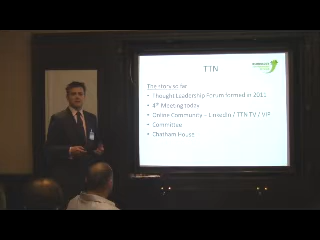 TTN
The story so far
• Thought Leadership Forum formed in 2011
• 4th Meeting today
• Online Community – LinkedIn / TTN TV / VIP
• Committee
• Chatham House